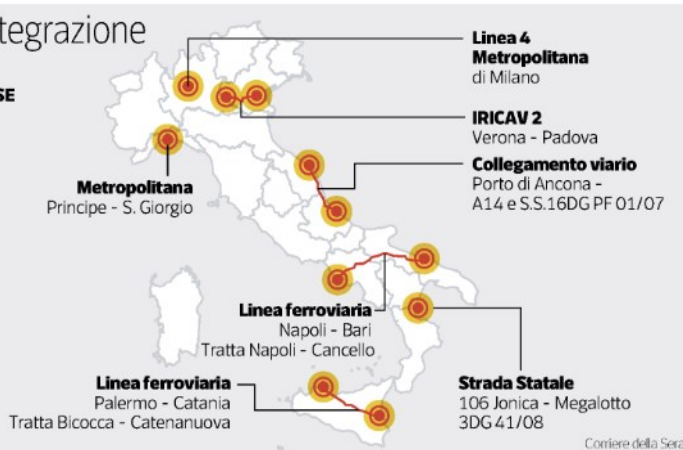 tegrazione
SE
Linea 4
Metropolitana
di Milano
IRICAV 2
Verona - Padova
Collegamento viario
Porto di Ancona -
A14 e S.S.16DG PF 01/07
Metropolitana
Principe - S. Giorgio
Linea ferroviaria
Napoli - Bari
Tratta Napoli - Cancello
Linea ferroviaria
Palermo - Catania
Tratta Bicocca - Catenanuova
Strada Statale
106 Jonica - Megalotto
3DG 41/08
Corriere della Sera